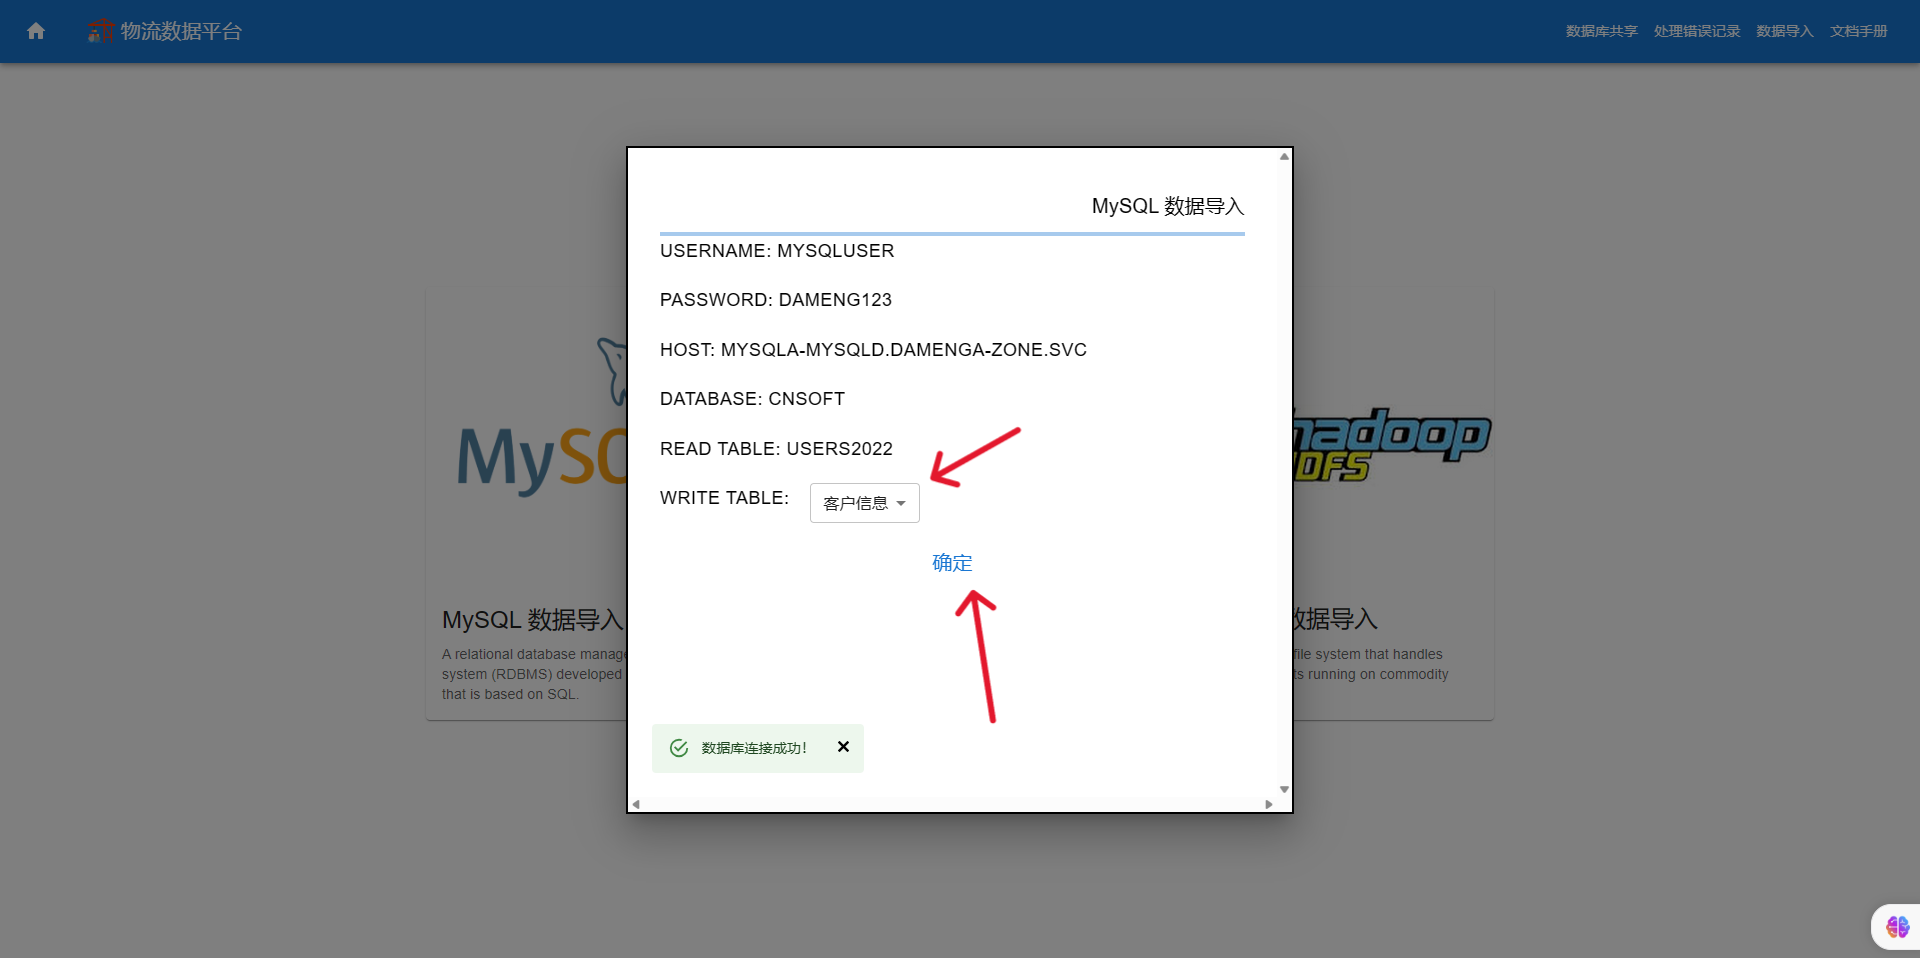 物流数据平台
数据库共享 处理错误记录 数据导入 文档手册
MySQL 数据导入
USERNAME: MYSQLUSER
PASSWORD: DAMENG123
HOST: MYSQLA-MYSQLD.DAMENGA-ZONE.SVC
DATABASE: CNSOFT
READ TABLE: USERS2022
WRITE TABLE: 客户信息
确定
数据库连接成功！
MySQ
MySQL 数据导入
A relational database
system (RDBMS) developed
that is based on SQL.
hadoop
DFS
数据导入
file system that handles
running on commodity